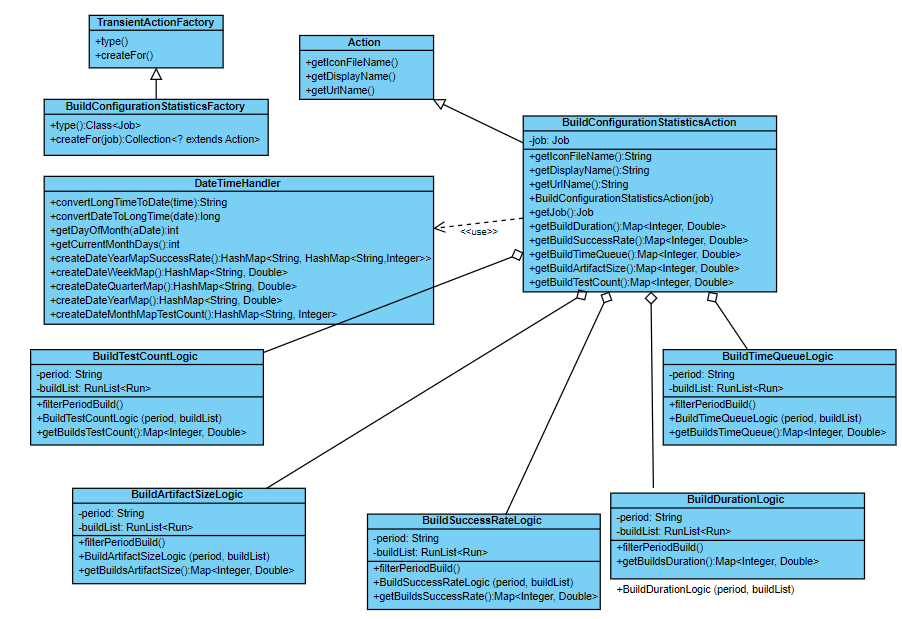 TransientActionFactory
+type()
+createFor()
Action
+getIconFileName()
+getDisplayName()
+getUrlName()
BuildConfigurationStatisticsFactory
+type():Class<Job>
+createFor(job):Collection<? extends Action>
BuildConfigurationStatisticsAction
-job: Job
+getIconFileName():String
+getDisplayName():String
+getUrlName():String
+BuildConfigurationStatisticsAction(job)
+getJob():Job
+getBuildDuration():Map<Integer, Double>
+getBuildSuccessRate():Map<Integer, Double>
+getBuildTimeQueue():Map<Integer, Double>
+getBuildArtifactSize():Map<Integer, Double>
+getBuildTestCount():Map<Integer, Double>
DateTimeHandler
+convertLongTimeToDate(time):String
+convertDateToLongTime(date):long
+getDayOfMonth(aDate):int
+getCurrentMonthDays():int
+createDateYearMapSuccessRate():HashMap<String, HashMap<String,Integer>>
+createDateWeekMap():HashMap<String, Double>
+createDateQuarterMap():HashMap<String, Double>
+createDateYearMap():HashMap<String, Double>
+createDateMonthMapTestCount():HashMap<String, Integer>
<<use>>
BuildTestCountLogic
-period: String
-buildList: RunList<Run>
+filterPeriodBuild()
+BuildTestCountLogic (period, buildList)
+getBuildsTestCount():Map<Integer, Double>
BuildTimeQueueLogic
-period: String
-buildList: RunList<Run>
+filterPeriodBuild()
+BuildTimeQueueLogic (period, buildList)
+getBuildsTimeQueue():Map<Integer, Double>
BuildArtifactSizeLogic
-period: String
-buildList: RunList<Run>
+filterPeriodBuild()
+BuildArtifactSizeLogic (period, buildList)
+getBuildsArtifactSize():Map<Integer, Double>
BuildSuccessRateLogic
-period: String
-buildList: RunList<Run>
+filterPeriodBuild()
+BuildSuccessRateLogic (period, buildList)
+getBuildsSuccessRate():Map<Integer, Double>
BuildDurationLogic
-period: String
-buildList: RunList<Run>
+filterPeriodBuild()
+getBuildsDuration():Map<Integer, Double>
+BuildDurationLogic (period, buildList)